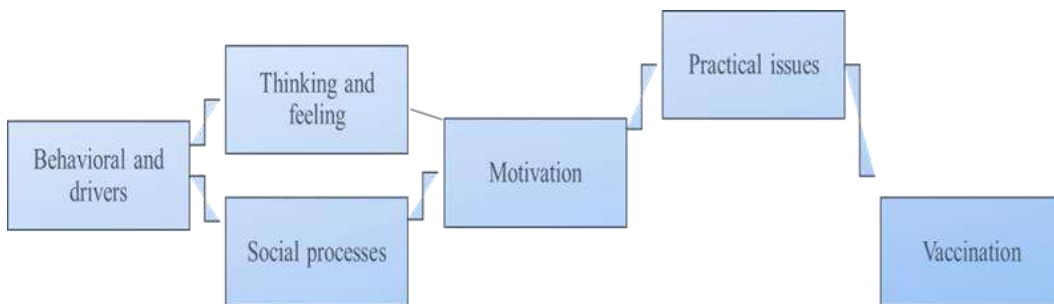 Behavioral and
drivers
Thinking and
feeling
Social processes
Motivation
Practical issues
Vaccination